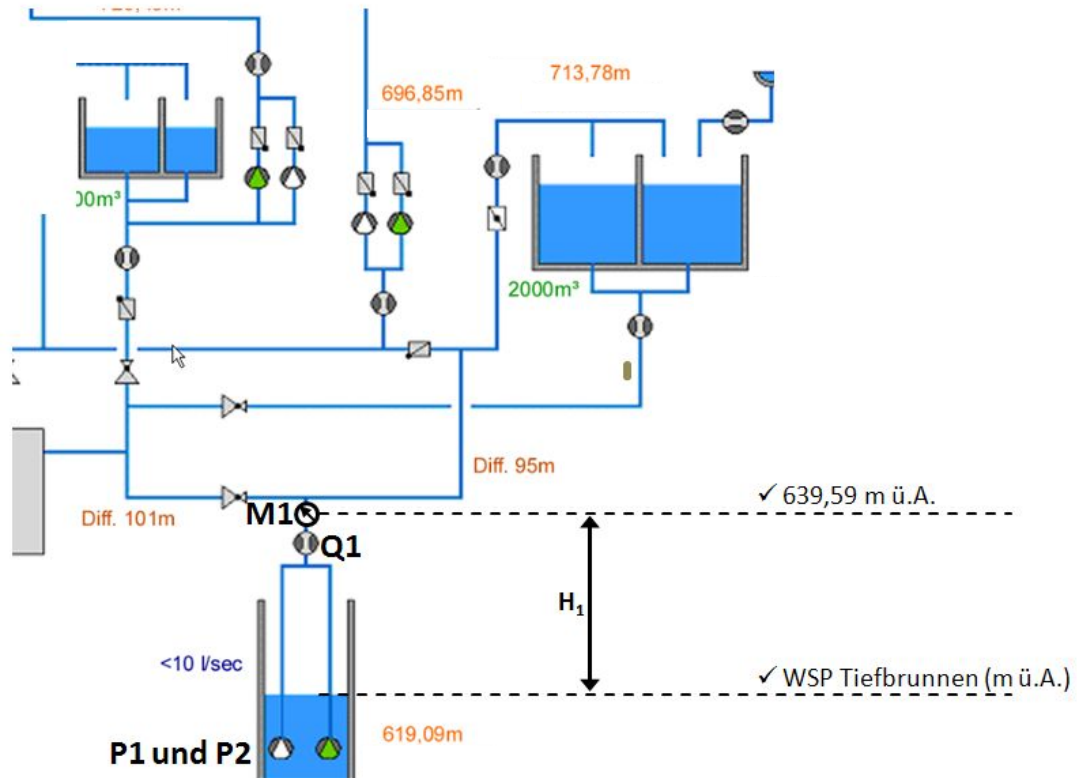 696,85m
713,78m
00m³
2000m³
Diff. 95m
Diff. 101m
M1
Q1
✓ 639,59 m ü.A.
H₁
<10 l/sec
✓ WSP Tiefbrunnen (m ü.A.)
P1 und P2
619,09m